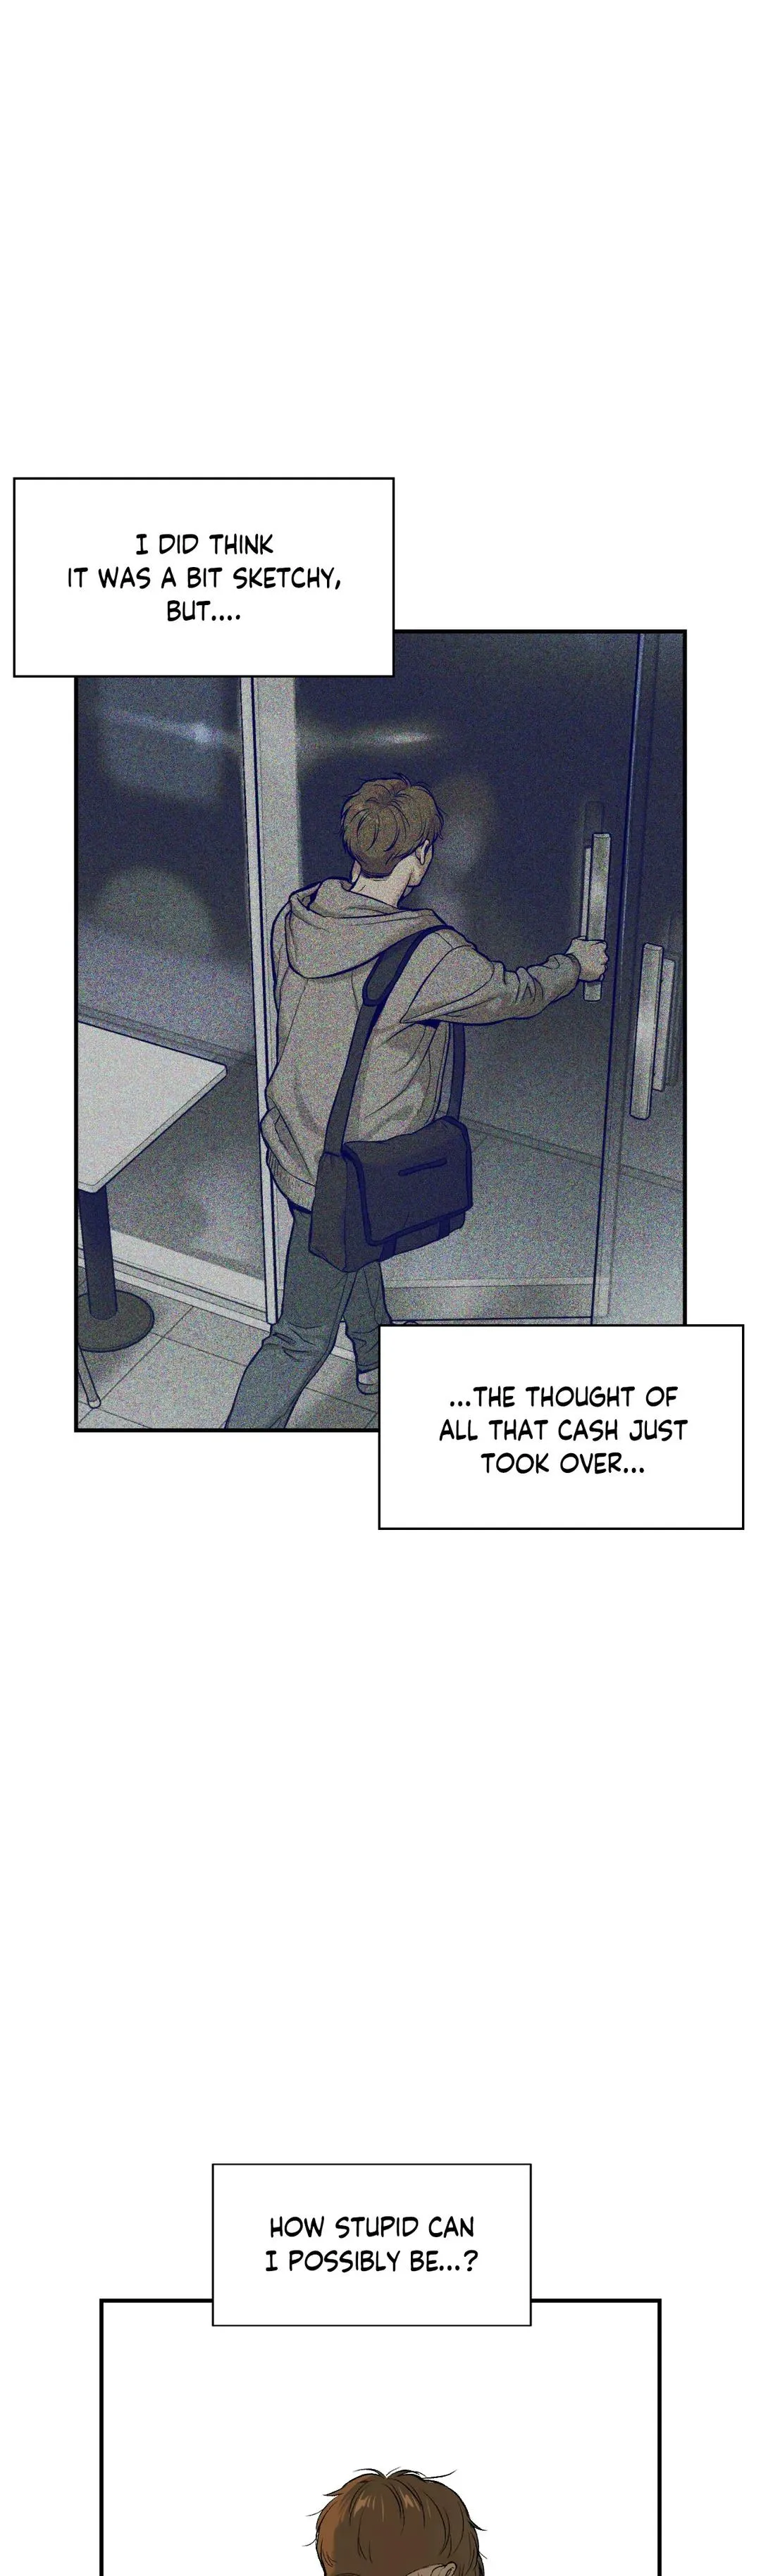 I DID THINK
IT WAS A BIT SKETCHY,
BUT....
...THE THOUGHT OF
ALL THAT CASH JUST
TOOK OVER...
HOW STUPID CAN
I POSSIBLY BE...?